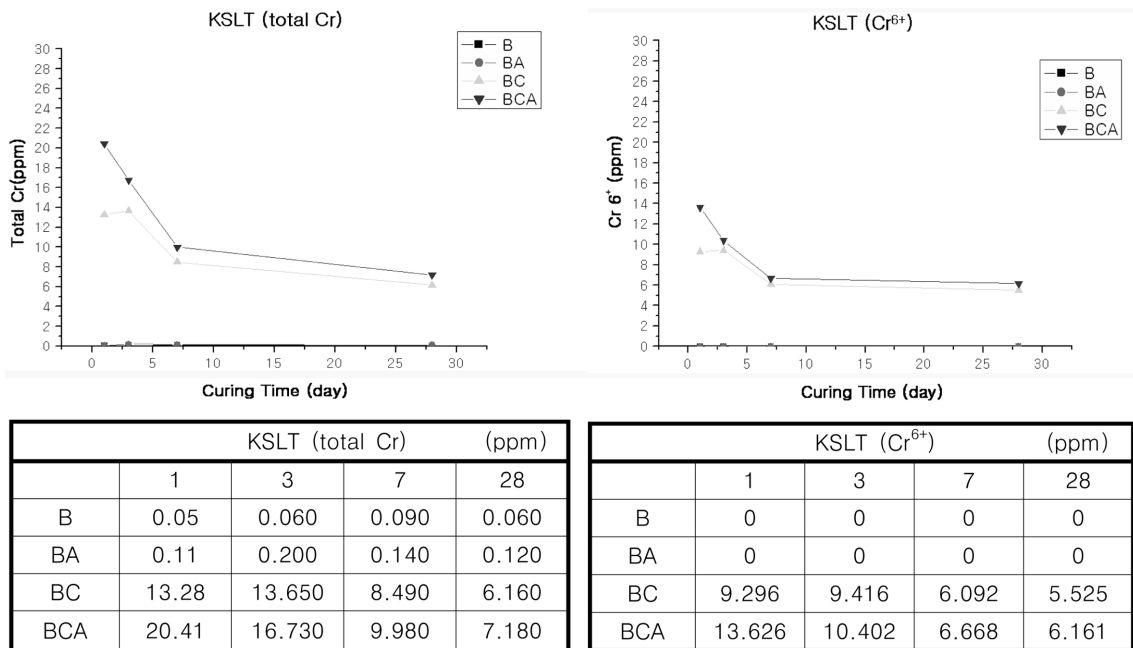 KSLT (total Cr)
30
28
26
24
22
20
18
16
14
12
10
8
6
4
2
0
Total Cr(ppm)
B
BA
BC
BCA
0 5 10 15 20 25 30
Curing Time (day)
KSLT (Cr⁶⁺)
30
28
26
24
22
20
18
16
14
12
10
8
6
4
2
0
Cr 6⁺ (ppm)
B
BA
BC
BCA
0 5 10 15 20 25 30
Curing Time (day)
KSLT (total Cr) (ppm)
1 3 7 28
B 0.05 0.060 0.090 0.060
BA 0.11 0.200 0.140 0.120
BC 13.28 13.650 8.490 6.160
BCA 20.41 16.730 9.980 7.180
KSLT (Cr⁶⁺) (ppm)
1 3 7 28
B 0 0 0 0
BA 0 0 0 0
BC 9.296 9.416 6.092 5.525
BCA 13.626 10.402 6.668 6.161